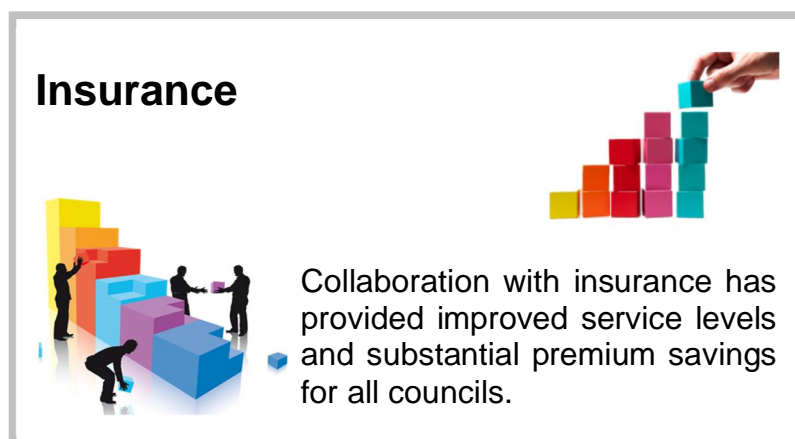 Insurance
Collaboration with insurance has
provided improved service levels
and substantial premium savings
for all councils.